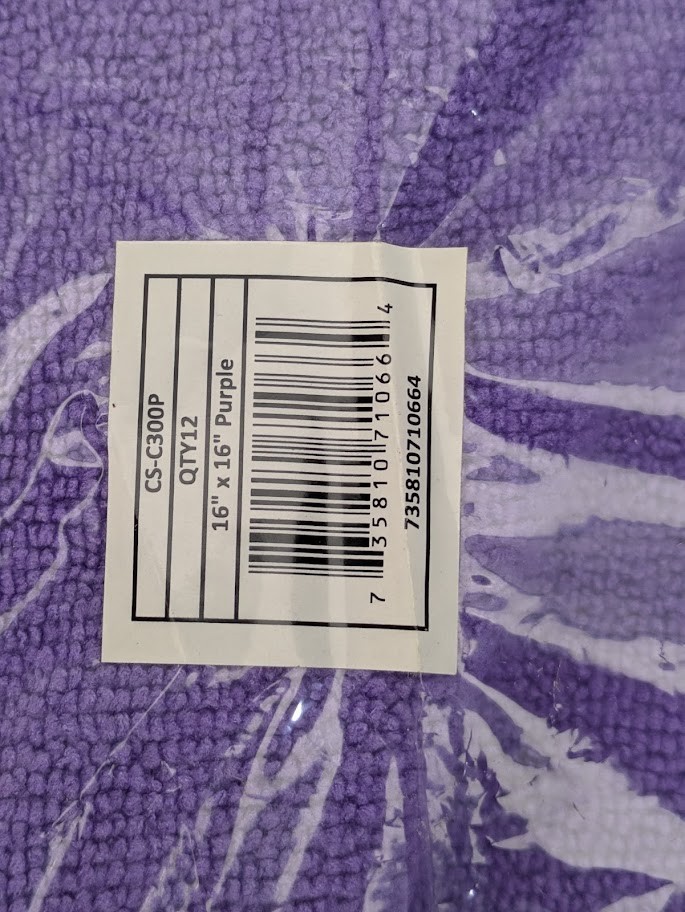 CS-C300P
QTY12
16" x 16" Purple
7 35810 71066 4
735810710664